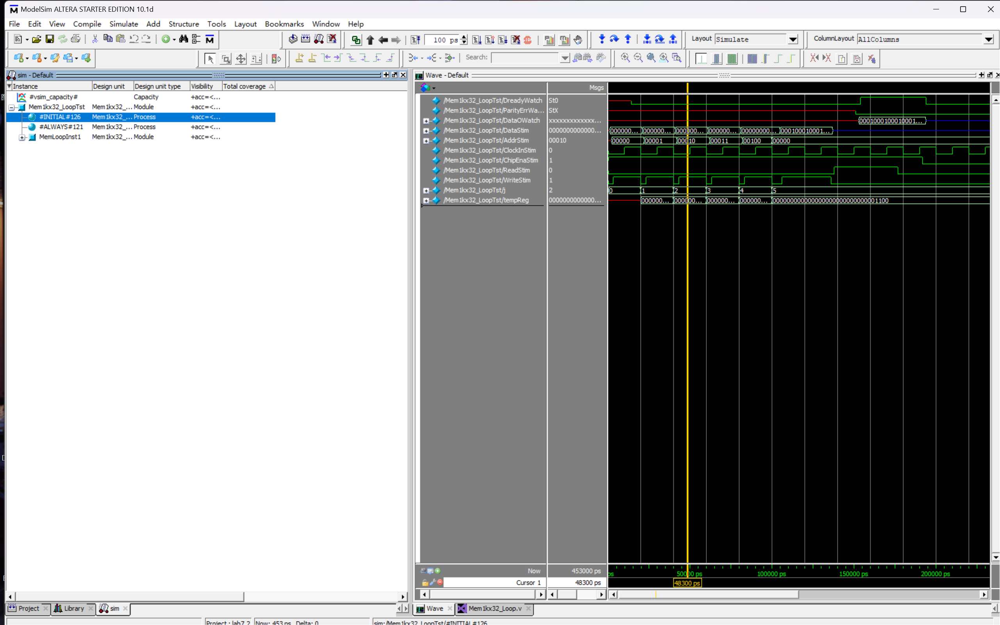 ModelSim ALTERA STARTER EDITION 10.1d
File Edit View Compile Simulate Add Structure Tools Layout Bookmarks Window Help
100 ps
Layout Simulate
ColumnLayout AllColumns
Search:
sim - Default
Instance Design unit Design unit type Visibility Total coverage
#vsim_capacity# Capacity +acc=<...
Mem1kx32_LoopTst Mem1kx32_... Module +acc=<...
#INITIAL#126 Mem1kx32_... Process +acc=<...
#ALWAYS#121 Mem1kx32_... Process +acc=<...
MemLoopInst1 Mem1kx32_... Module +acc=<...
Wave - Default
Msgs
/Mem1kx32_LoopTst/DreadyWatch St0
/Mem1kx32_LoopTst/ParityErrWa... StX
/Mem1kx32_LoopTst/DataOWatch xxxxxxxxxxxxx... 0001000100010001...
/Mem1kx32_LoopTst/DataStim 0000000000000... 000000... 000000... 000000... 000000... 00000000... 000100010001...
/Mem1kx32_LoopTst/AddrStim 00010 00000 00001 00010 00011 00100 00000
/Mem1kx32_LoopTst/ClockInStim 0
/Mem1kx32_LoopTst/ChipEnaStim 1
/Mem1kx32_LoopTst/ReadStim 0
/Mem1kx32_LoopTst/WriteStim 1
/Mem1kx32_LoopTst/j 2 0 1 2 3 4 5
/Mem1kx32_LoopTst/tempReg 0000000000000... 000000... 000000... 000000... 000000... 00000000000000000000000000001100
Now 453000 ps ps 50000 ps 100000 ps 150000 ps 200000 ps
Cursor 1 48300 ps 48300 ps
Project Library sim
Wave Mem1kx32_Loop.v
Project : lab7_2 Now: 453 ns Delta: 0 sim:/Mem1kx32_LoopTst/#INITIAL#126